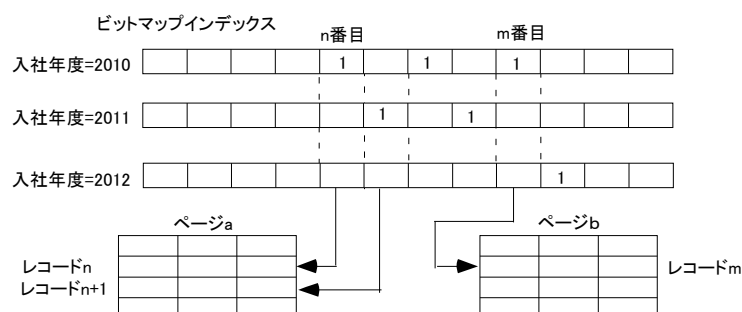 ビットマップインデックス
n番目 m番目
入社年度=2010 1 1 1
入社年度=2011 1 1
入社年度=2012 1
ページa ページb
レコードn レコードm
レコードn+1